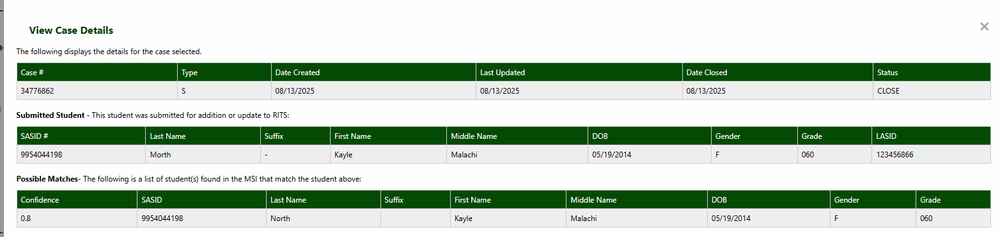 View Case Details
×
The following displays the details for the case selected.
Case # Type Date Created Last Updated Date Closed Status
34776862 S 08/13/2025 08/13/2025 08/13/2025 CLOSE
Submitted Student - This student was submitted for addition or update to RITS:
SASID # Last Name Suffix First Name Middle Name DOB Gender Grade LASID
9954044198 Morth - Kayle Malachi 05/19/2014 F 060 123456866
Possible Matches- The following is a list of student(s) found in the MSI that match the student above:
Confidence SASID Last Name Suffix First Name Middle Name DOB Gender Grade
0.8 9954044198 North Kayle Malachi 05/19/2014 F 060